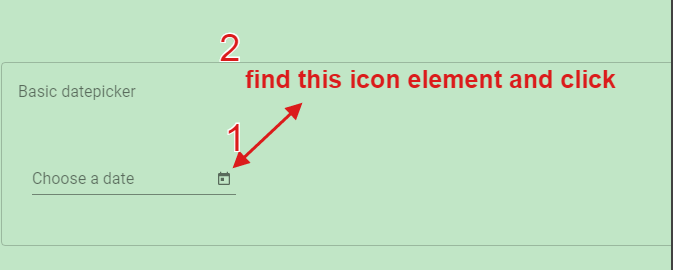 2
find this icon element and click
Basic datepicker
1
Choose a date